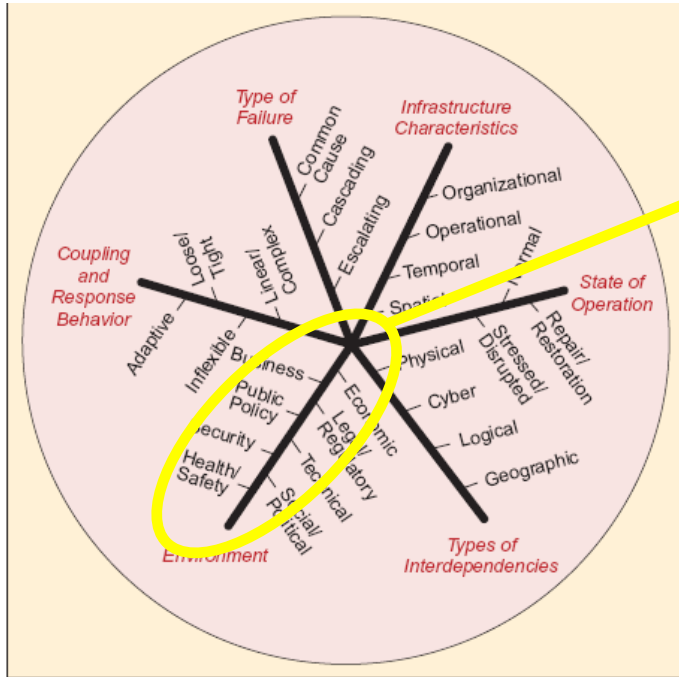 Type of
Failure
Common
Cause
Cascading
Escalating
Infrastructure
Characteristics
Organizational
Operational
Temporal
Spatial
State of
Operation
Normal
Stressed/
Disrupted
Repair/
Restoration
Types of
Interdependencies
Physical
Cyber
Logical
Geographic
Environment
Business
Public
Policy
Security
Health/
Safety
Economic
Legal/
Regulatory
Technical
Social/
Political
Coupling
and
Response
Behavior
Adaptive
Loose/
Tight
Inflexible
Linear/
Complex